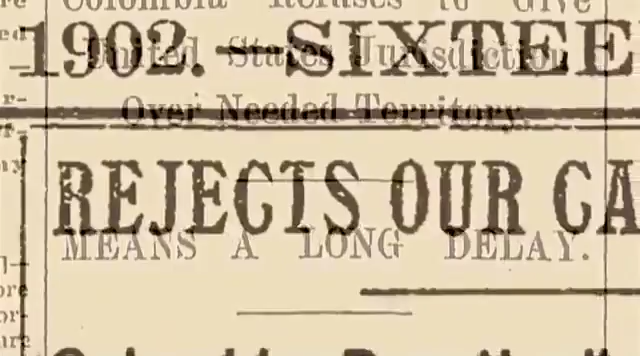 Colombia Refuses to Give
1902.—SIXTEE
United States Jurisdiction
Over Needed Territory.
REJECTS OUR CA
MEANS A LONG DELAY.